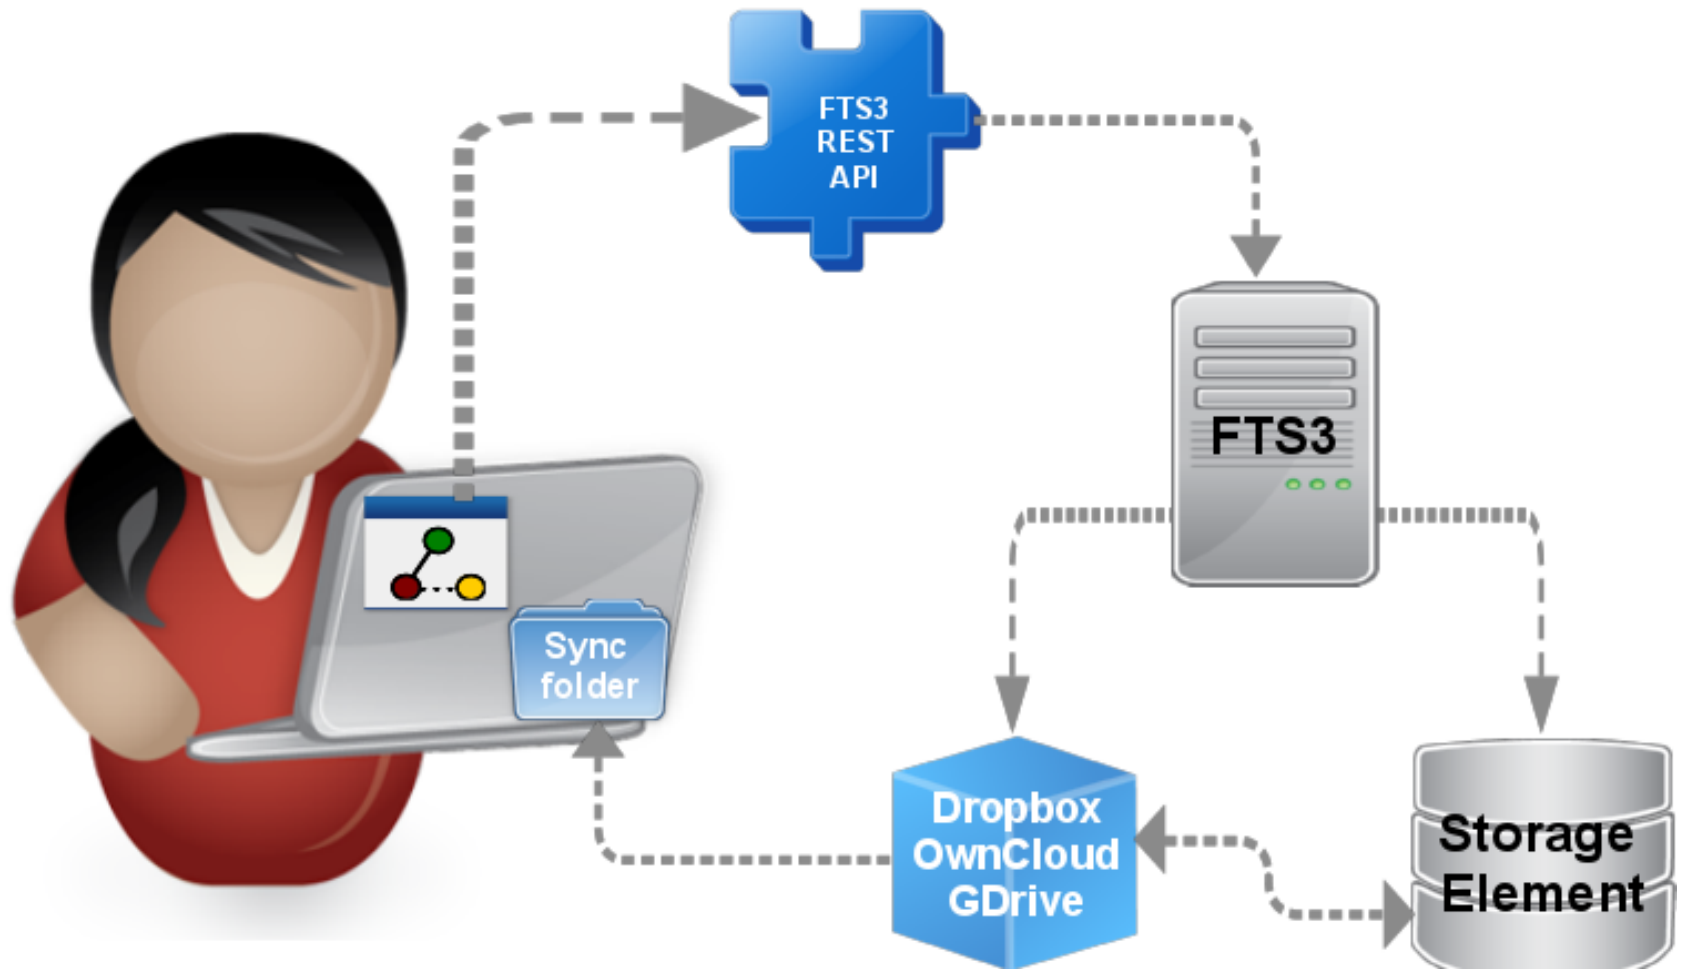 FTS3
REST
API
FTS3
Sync
folder
Dropbox
OwnCloud
GDrive
Storage
Element